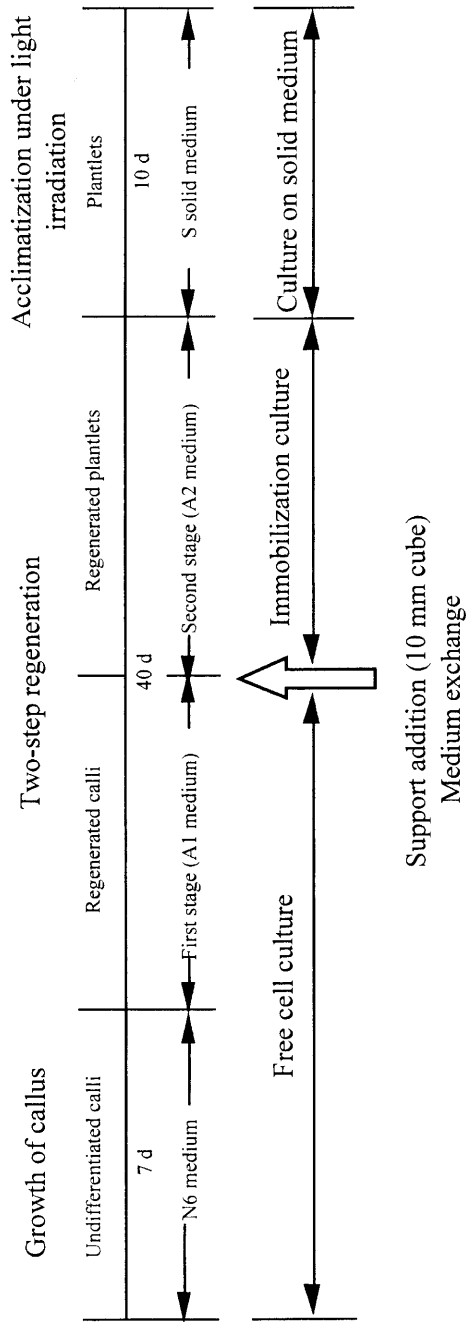 Growth of callus
Two-step regeneration
Acclimatization under light
irradiation
Undifferentiated calli
Regenerated calli
Regenerated plantlets
Plantlets
7 d
40 d
10 d
N6 medium
First stage (A1 medium)
Second stage (A2 medium)
S solid medium
Free cell culture
Immobilization culture
Culture on solid medium
Support addition (10 mm cube)
Medium exchange